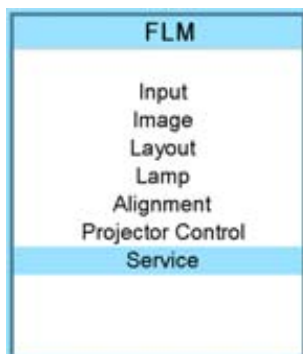 FLM
Input
Image
Layout
Lamp
Alignment
Projector Control
Service